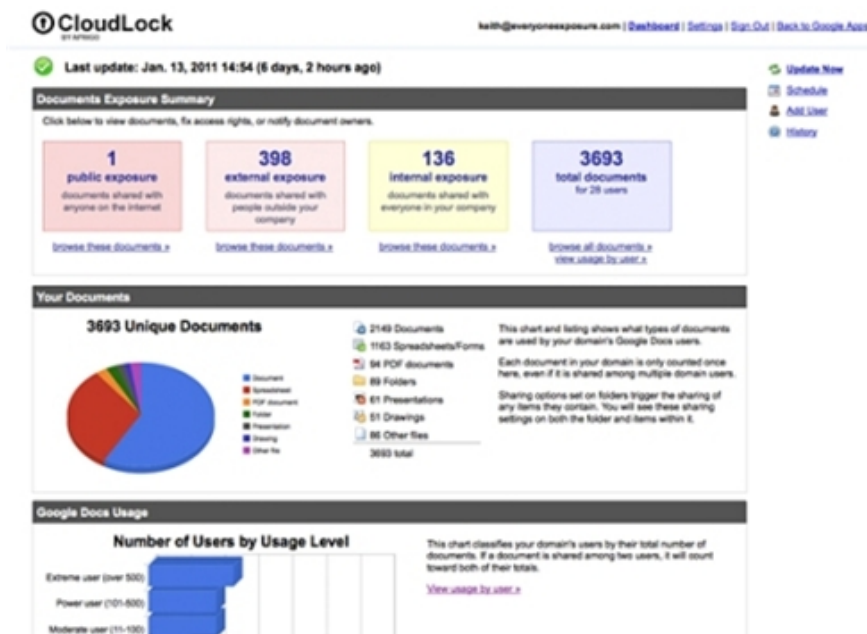 CloudLock
BY APRIGO
keith@everyoneexposure.com | Dashboard | Settings | Sign Out | Back to Google Apps
Last update: Jan. 13, 2011 14:54 (6 days, 2 hours ago)
Update Now
Schedule
Add User
History
Documents Exposure Summary
Click below to view documents, fix access rights, or notify document owners.
1
public exposure
documents shared with
anyone on the internet
browse these documents »
398
external exposure
documents shared with
people outside your
company
browse these documents »
136
internal exposure
documents shared with
everyone in your company
browse these documents »
3693
total documents
for 28 users
browse all documents »
view usage by user »
Your Documents
3693 Unique Documents
Document
Spreadsheet
PDF document
Folder
Presentation
Drawing
Other file
2149 Documents
1163 Spreadsheets/Forms
94 PDF documents
89 Folders
61 Presentations
51 Drawings
86 Other files
3693 total
This chart and listing shows what types of documents
are used by your domain's Google Docs users.
Each document in your domain is only counted once
here, even if it is shared among multiple domain users.
Sharing options set on folders trigger the sharing of
any items they contain. You will see these sharing
settings on both the folder and items within it.
Google Docs Usage
Number of Users by Usage Level
Extreme user (over 500)
Power user (101-500)
Moderate user (11-100)
This chart classifies your domain's users by their total number of
documents. If a document is shared among two users, it will count
toward both of their totals.
View usage by user »